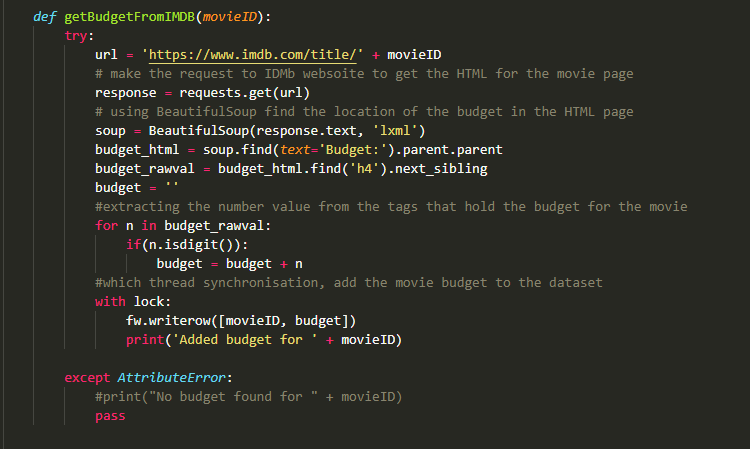 def getBudgetFromIMDB(movieID):
try:
url = 'https://www.imdb.com/title/' + movieID
# make the request to IDMb websoite to get the HTML for the movie page
response = requests.get(url)
# using BeautifulSoup find the location of the budget in the HTML page
soup = BeautifulSoup(response.text, 'lxml')
budget_html = soup.find(text='Budget:').parent.parent
budget_rawval = budget_html.find('h4').next_sibling
budget = ''
#extracting the number value from the tags that hold the budget for the movie
for n in budget_rawval:
if(n.isdigit()):
budget = budget + n
#which thread synchronisation, add the movie budget to the dataset
with lock:
fw.writerow([movieID, budget])
print('Added budget for ' + movieID)
except AttributeError:
#print("No budget found for " + movieID)
pass